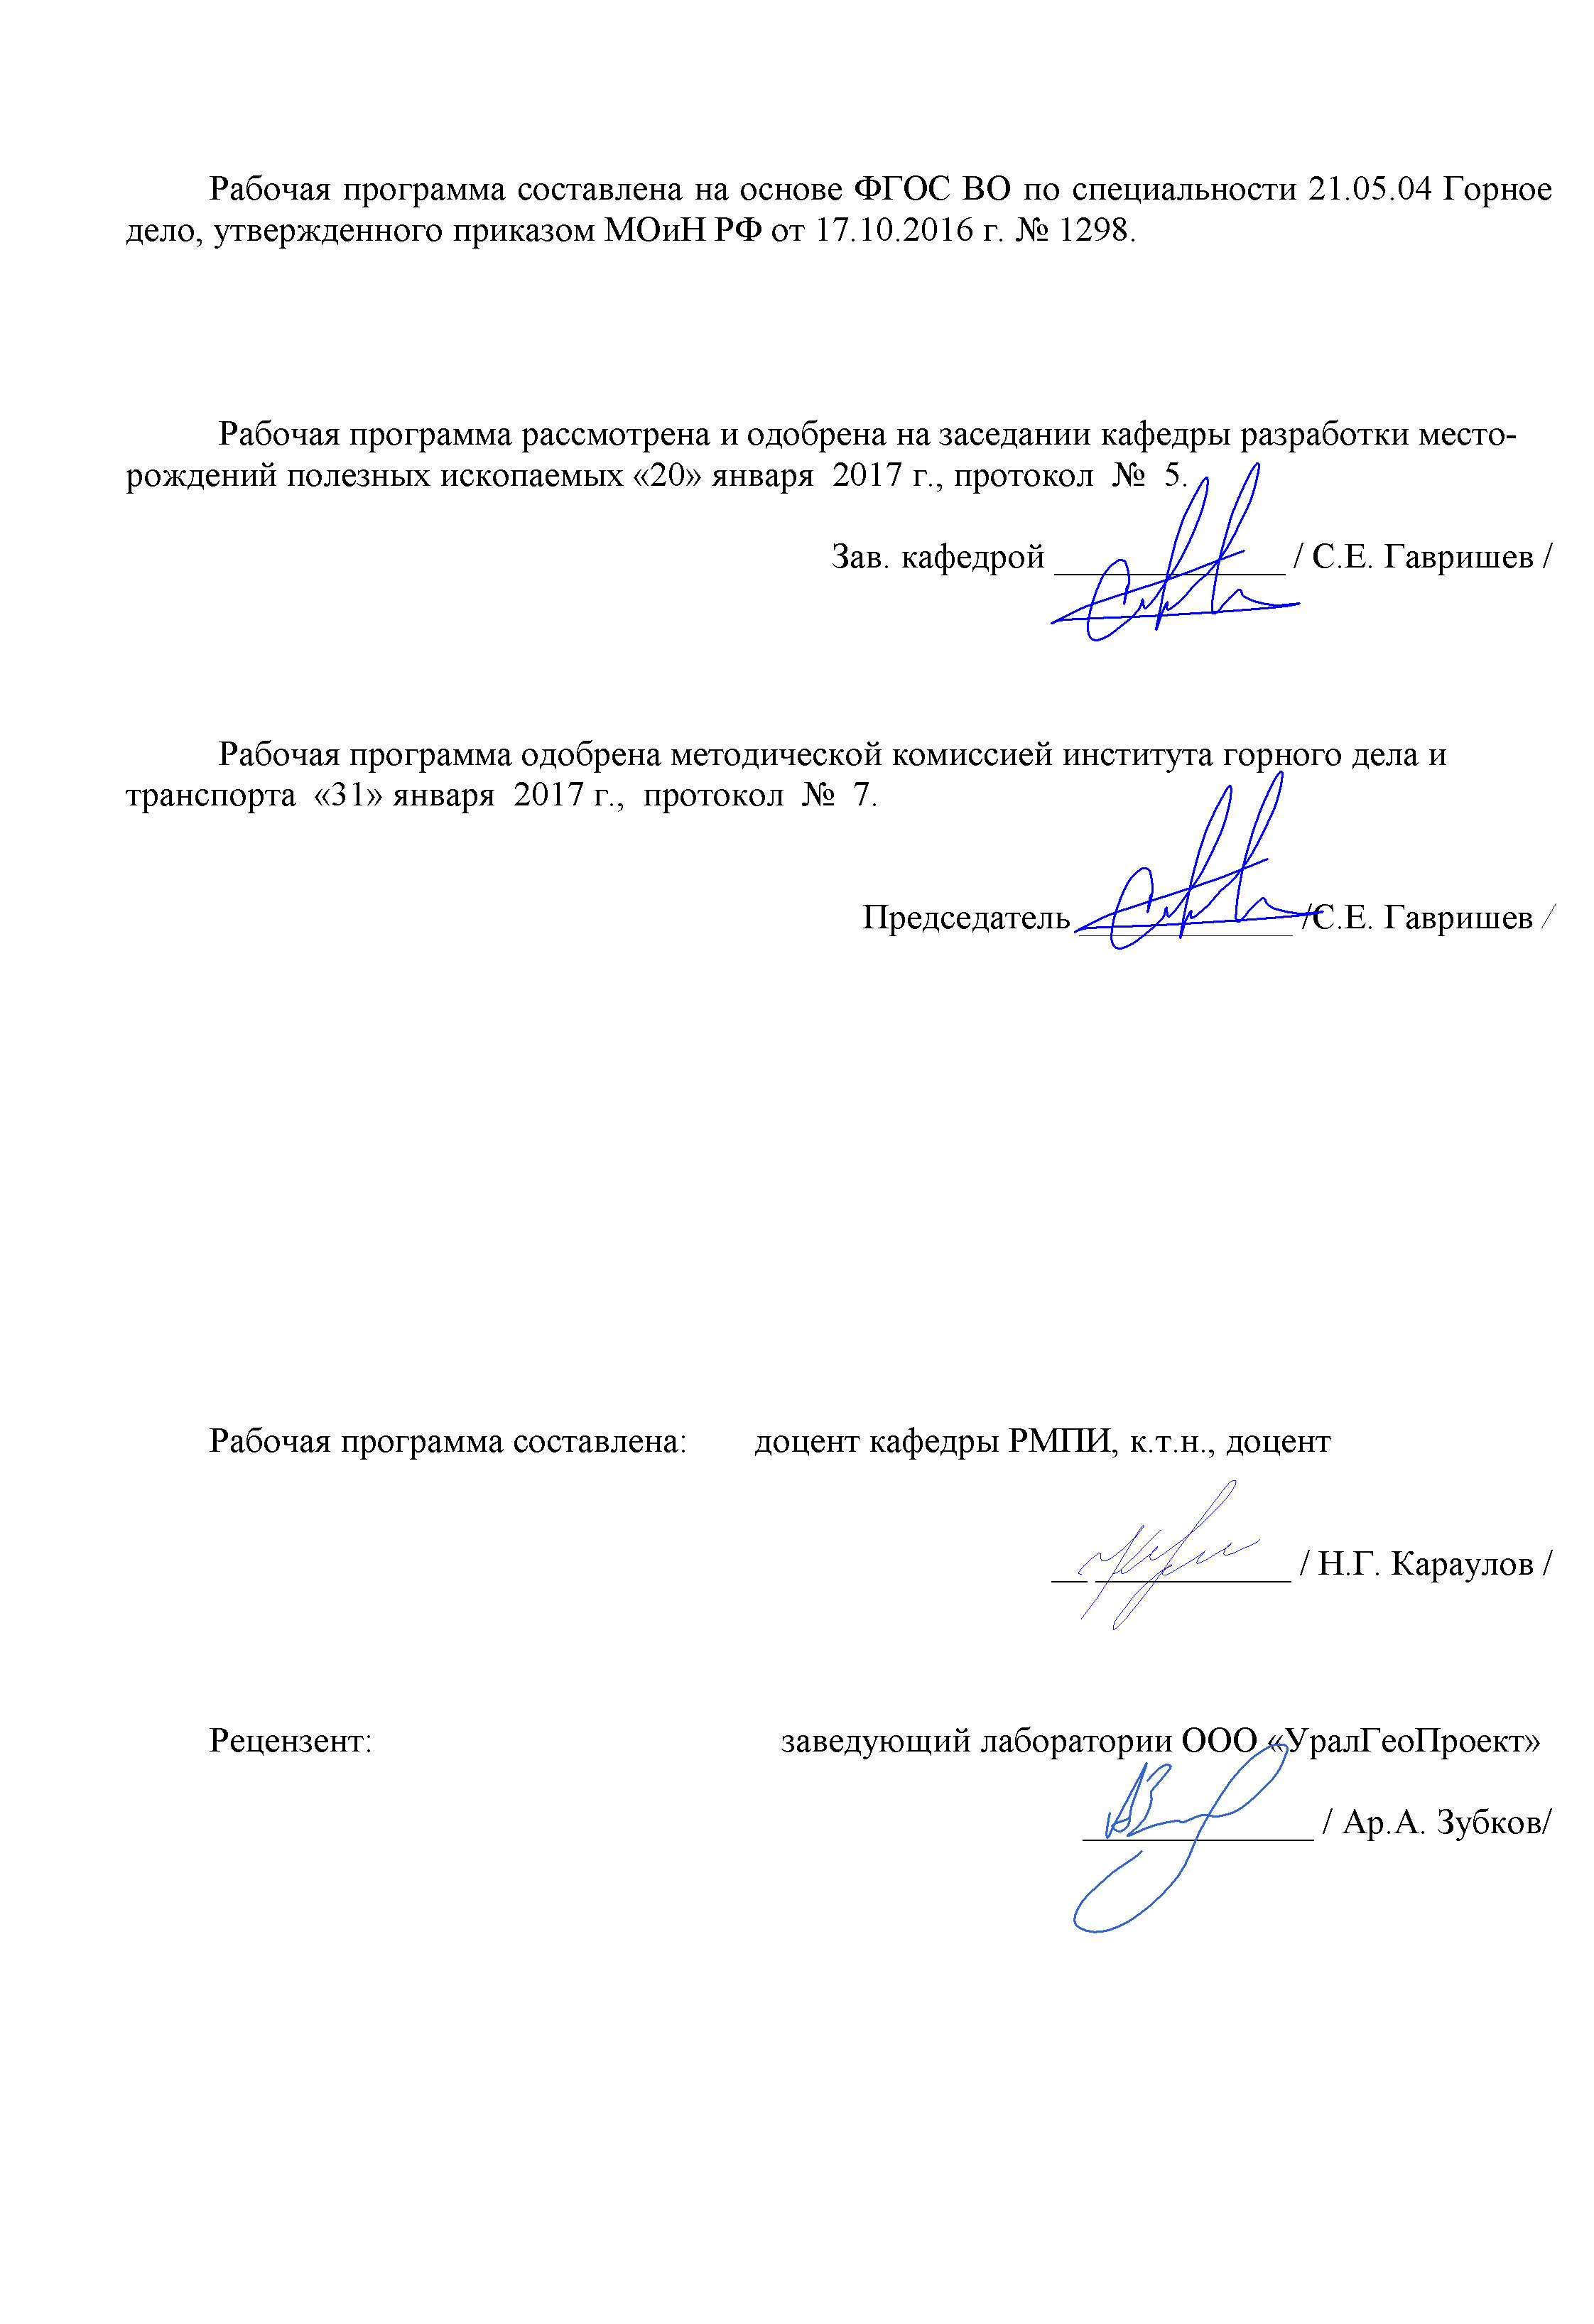 Рабочая программа составлена на основе ФГОС ВО по специальности 21.05.04 Горное
дело, утвержденного приказом МОиН РФ от 17.10.2016 г. № 1298.
Рабочая программа рассмотрена и одобрена на заседании кафедры разработки место-
рождений полезных ископаемых «20» января 2017 г., протокол № 5.
Зав. кафедрой _____________ / С.Е. Гавришев /
Рабочая программа одобрена методической комиссией института горного дела и
транспорта «31» января 2017 г., протокол № 7.
Председатель ____________ /С.Е. Гавришев /
Рабочая программа составлена: доцент кафедры РМПИ, к.т.н., доцент
__ ___________ / Н.Г. Караулов /
Рецензент: заведующий лаборатории ООО «УралГеоПроект»
_____________ / Ар.А. Зубков/